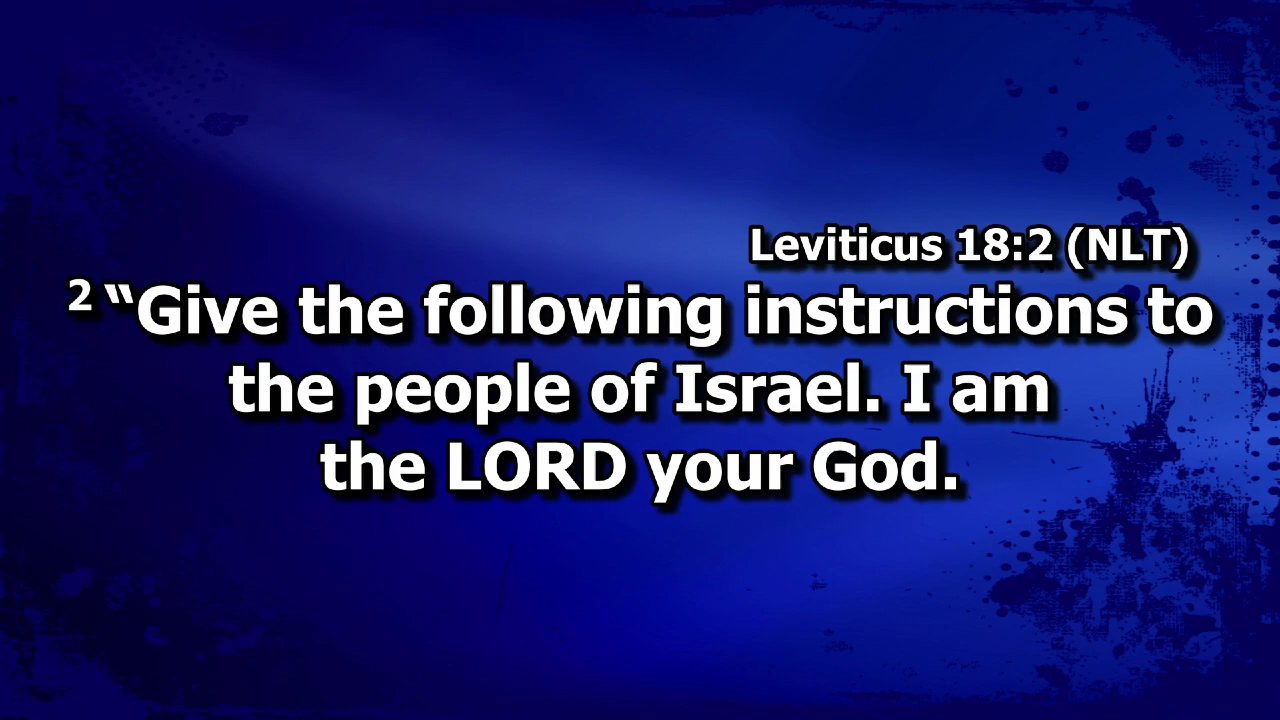 Leviticus 18:2 (NLT)
2 “Give the following instructions to
the people of Israel. I am
the LORD your God.